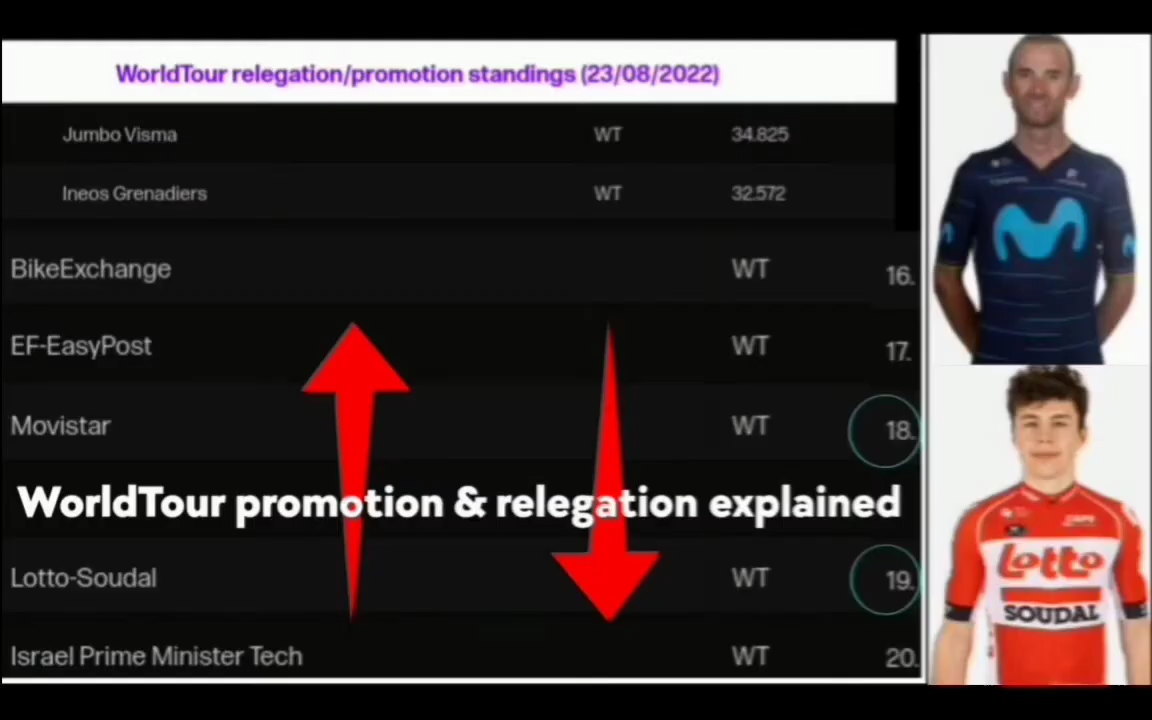 WorldTour relegation/promotion standings (23/08/2022)
Jumbo Visma WT 34.825
Ineos Grenadiers WT 32.572
BikeExchange WT 16.
EF-EasyPost WT 17.
Movistar WT 18.
WorldTour promotion & relegation explained
Lotto-Soudal WT 19.
Israel Prime Minister Tech WT 20.
Lotto
SOUDAL